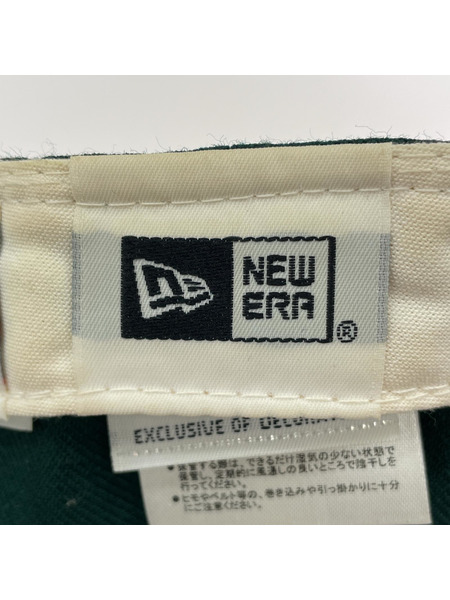 NEW
ERA
®
EXCLUSIVE OF DECORA
●保管する際は、できるだけ湿気の少ない状態で
保管し、定期的に風通しの良いところで陰干しを
行ってください。
●ヒモやベルト等の、巻き込みや引っ掛かりに十分
にご注意ください。